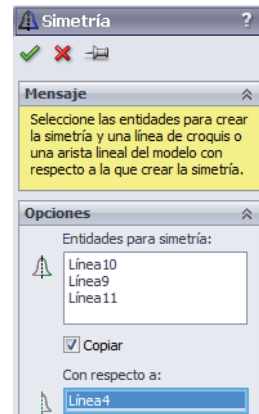 Simetría ?
Mensaje
Seleccione las entidades para crear
la simetría y una línea de croquis o
una arista lineal del modelo con
respecto a la que crear la simetría.
Opciones
Entidades para simetría:
Línea10
Línea9
Línea11
Copiar
Con respecto a:
Línea4